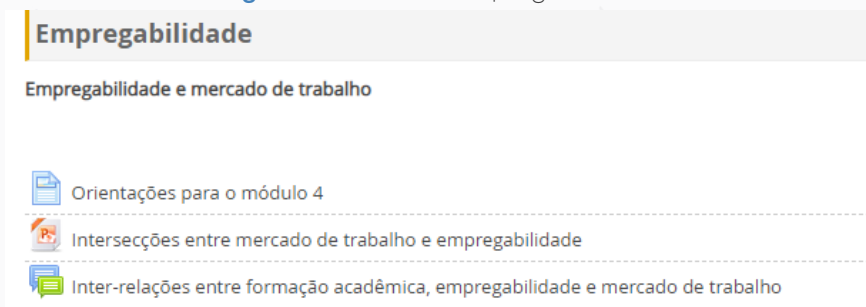 Empregabilidade
Empregabilidade e mercado de trabalho
Orientações para o módulo 4
Intersecções entre mercado de trabalho e empregabilidade
Inter-relações entre formação acadêmica, empregabilidade e mercado de trabalho